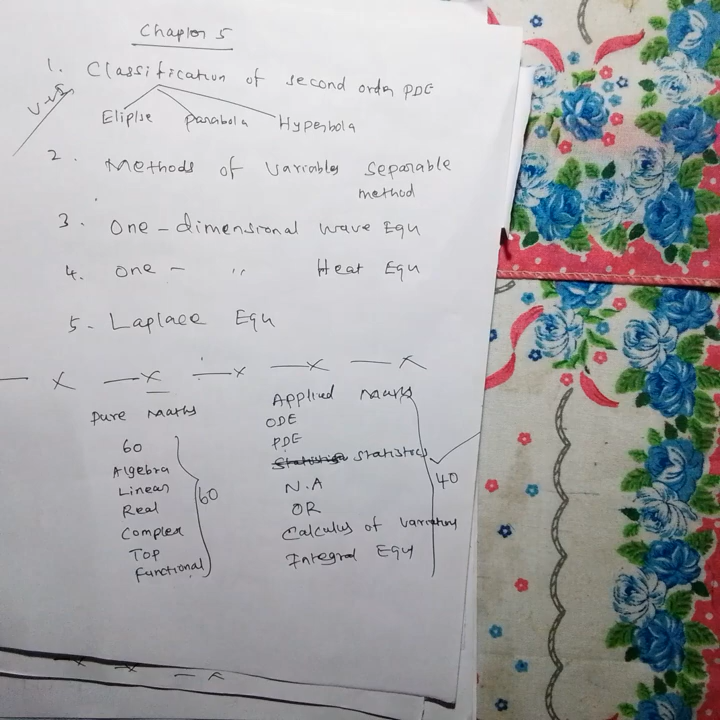 Chapter 5
1. Classification of second order PDE
V.V.I
Eliplse Parabola Hyperbola
2. Methods of Variables Separable
method
3. One-dimensional wave Equ
4. One - ,, Heat Equ
5. Laplace Equ
Pure Maths
60
Algebra
Linear
Real
Complex
Top
Functional
60
Applied Maths
ODE
PDE
Statistics
N.A
OR
Calculus of Variations
Integral Equ
40